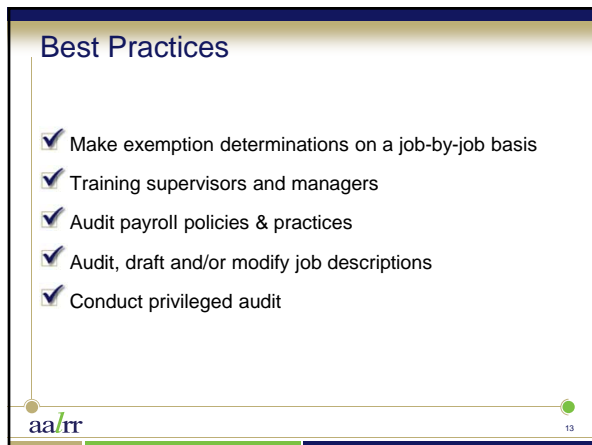 Best Practices
Make exemption determinations on a job-by-job basis
Training supervisors and managers
Audit payroll policies & practices
Audit, draft and/or modify job descriptions
Conduct privileged audit
aalrr
13